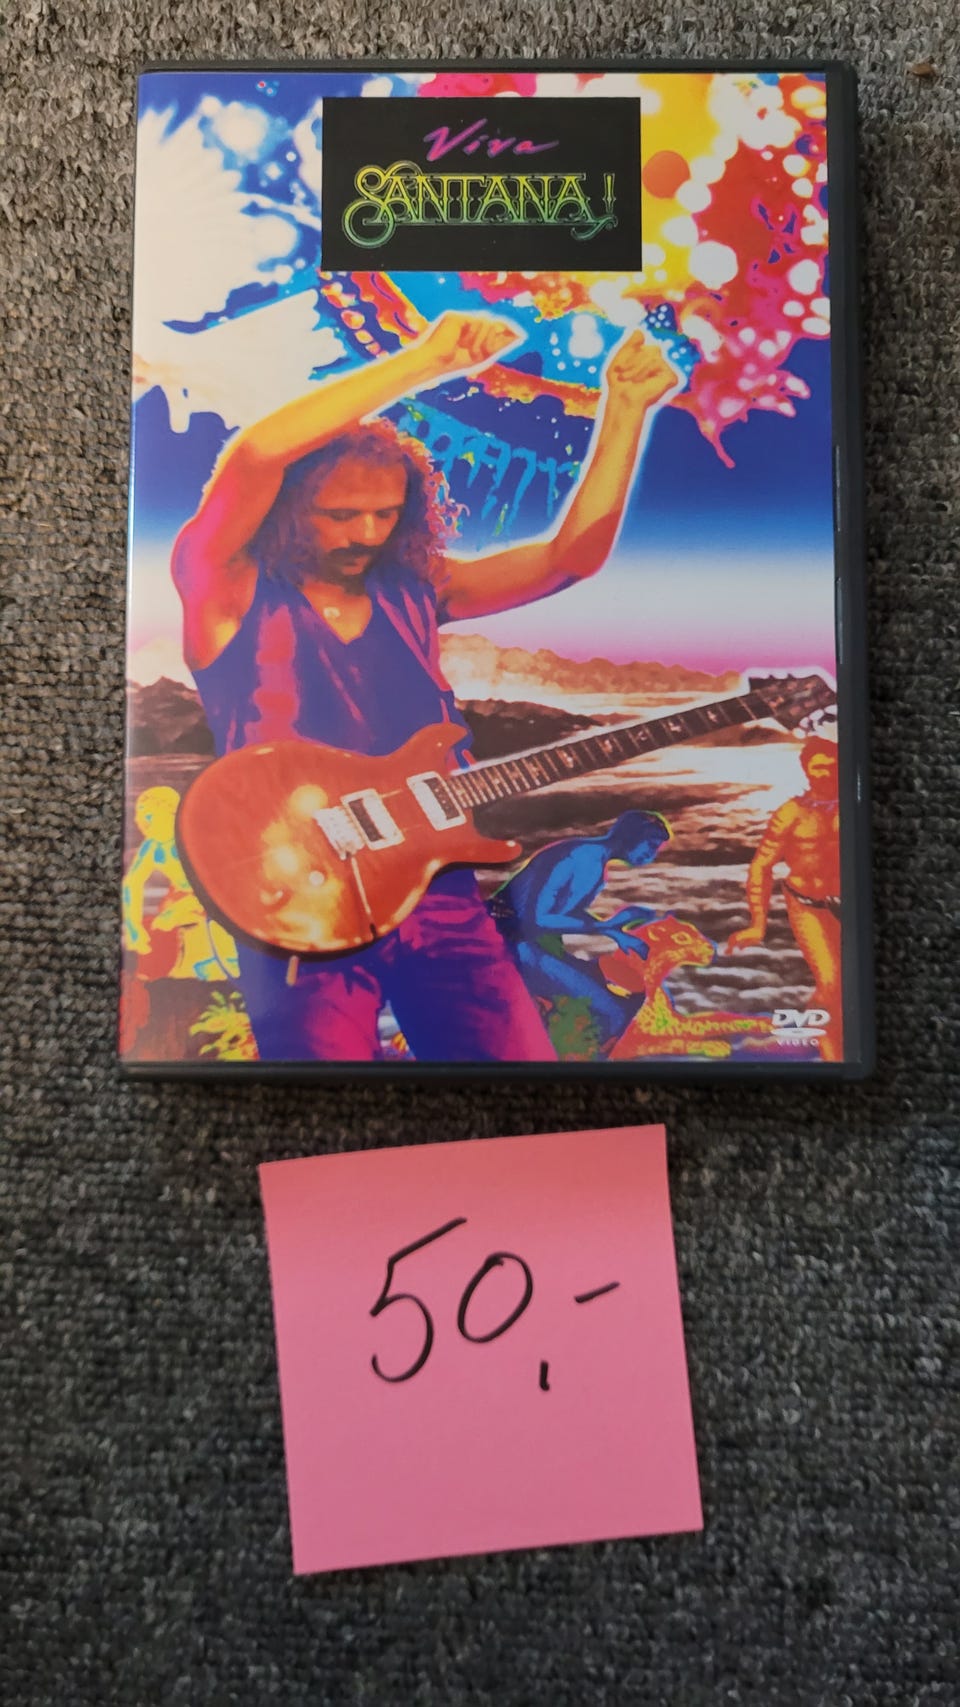 Viva
SANTANA!
DVD
VIDEO
50,-